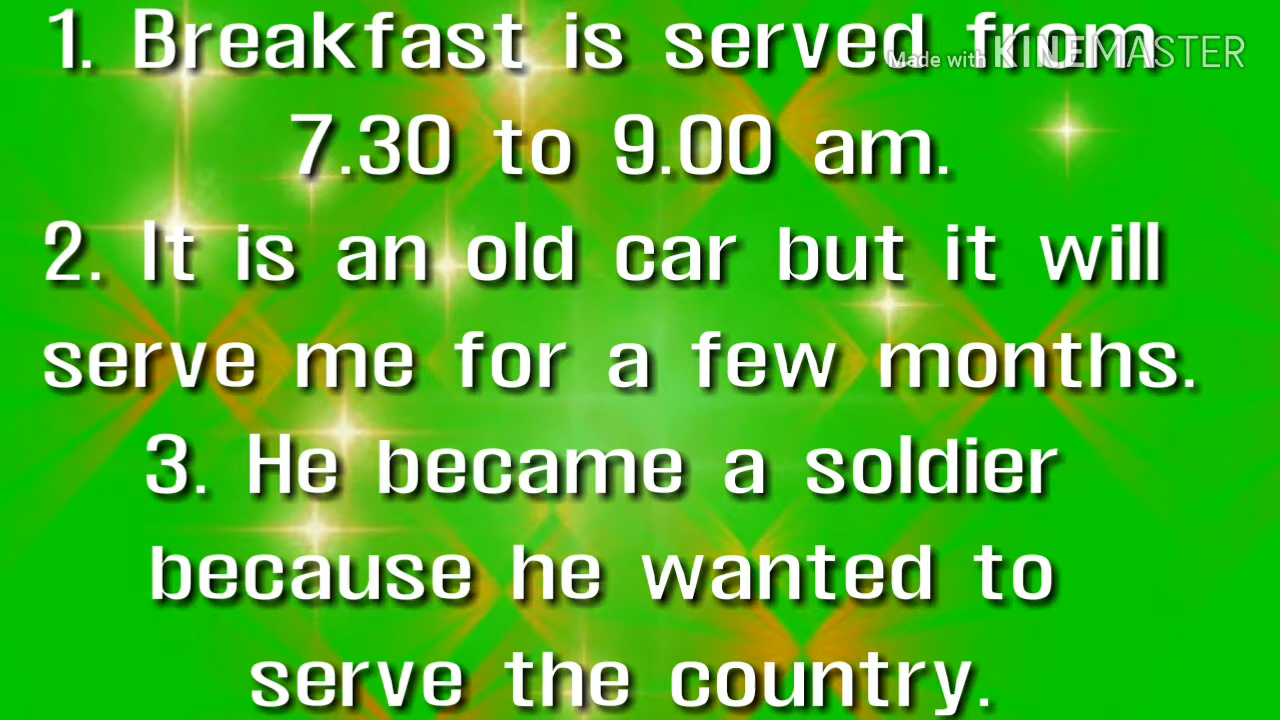 1. Breakfast is served from
Made with KINEMASTER
7.30 to 9.00 am.
2. It is an old car but it will
serve me for a few months.
3. He became a soldier
because he wanted to
serve the country.